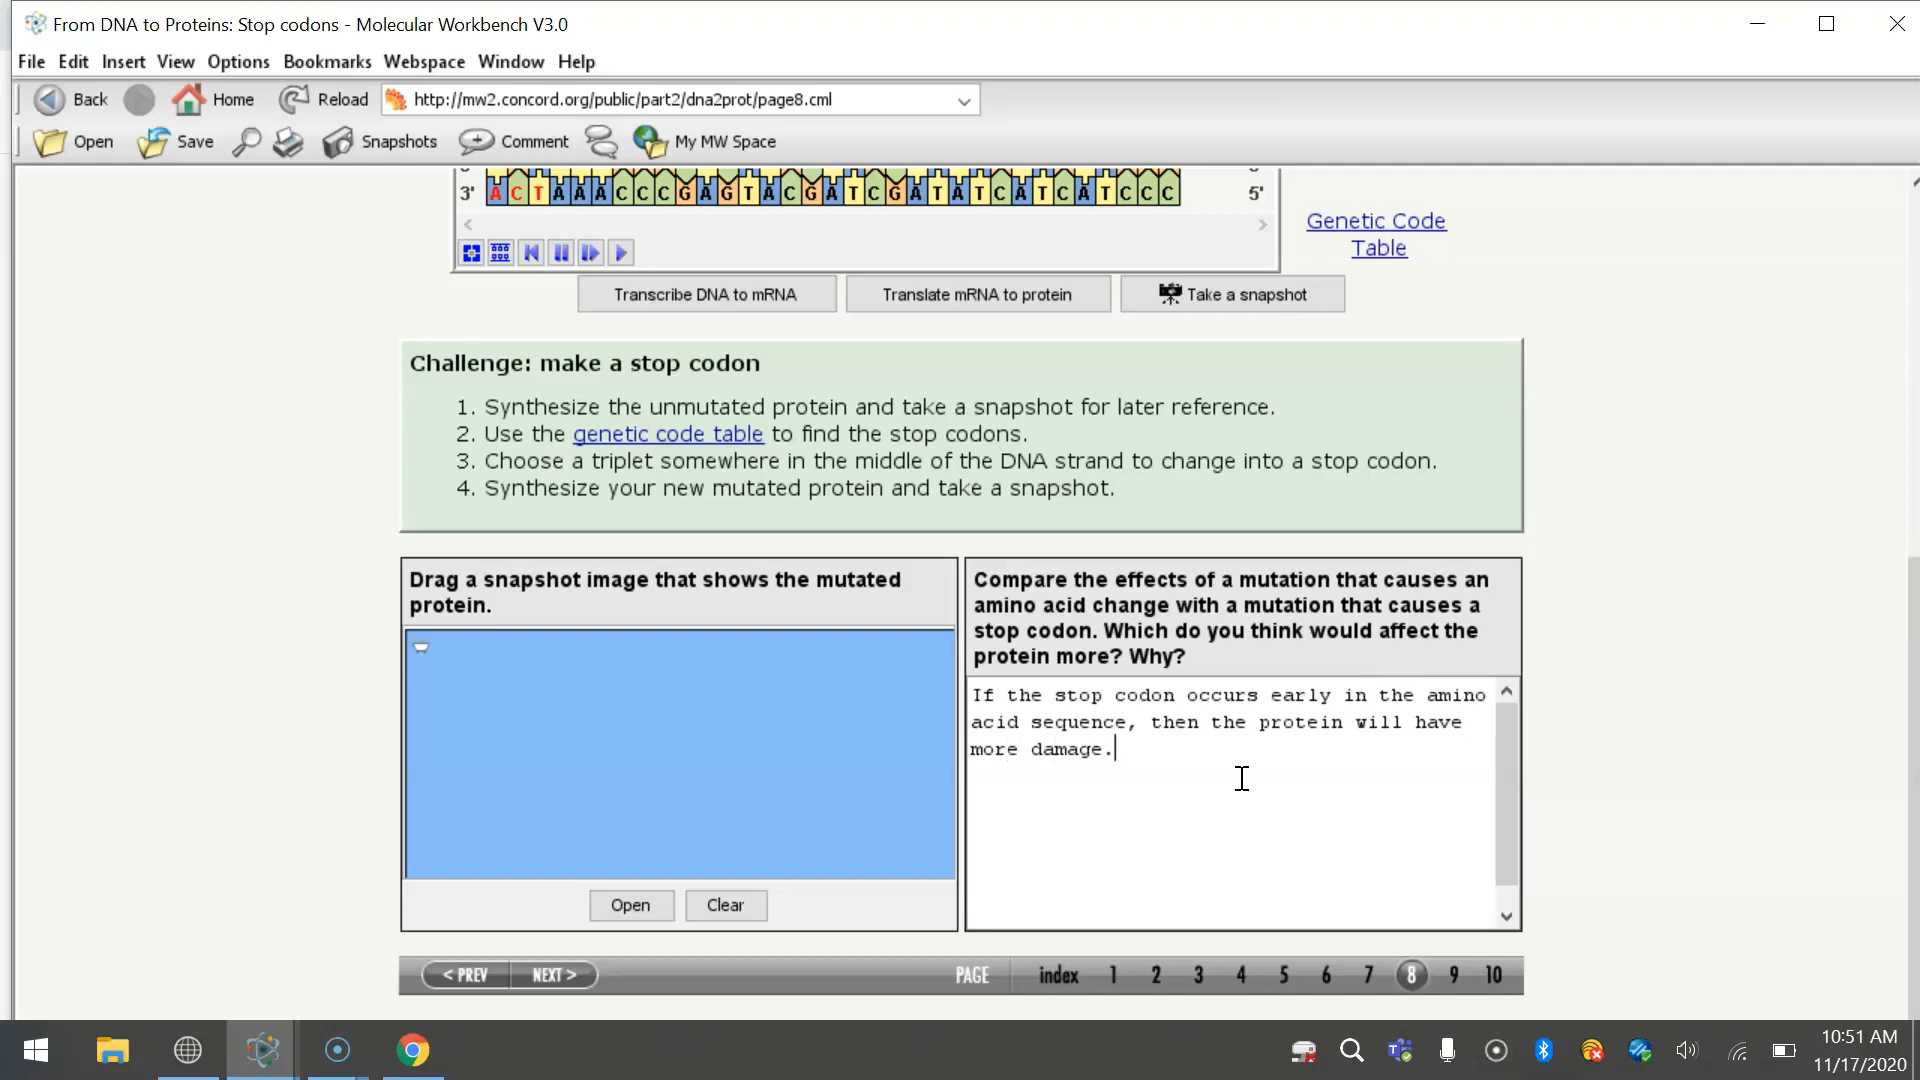 From DNA to Proteins: Stop codons - Molecular Workbench V3.0
File Edit Insert View Options Bookmarks Webspace Window Help
Back Home Reload http://mw2.concord.org/public/part2/dna2prot/page8.cml
Open Save Snapshots Comment My MW Space
3' A C T A A A C C C G A G T A C G A T C G A T A T C A T C A T C C C 5'
Genetic Code
Table
Transcribe DNA to mRNA Translate mRNA to protein Take a snapshot
Challenge: make a stop codon
1. Synthesize the unmutated protein and take a snapshot for later reference.
2. Use the genetic code table to find the stop codons.
3. Choose a triplet somewhere in the middle of the DNA strand to change into a stop codon.
4. Synthesize your new mutated protein and take a snapshot.
Drag a snapshot image that shows the mutated
protein.
Open Clear
Compare the effects of a mutation that causes an
amino acid change with a mutation that causes a
stop codon. Which do you think would affect the
protein more? Why?
If the stop codon occurs early in the amino
acid sequence, then the protein will have
more damage.
< PREV NEXT > PAGE index 1 2 3 4 5 6 7 8 9 10
10:51 AM
11/17/2020